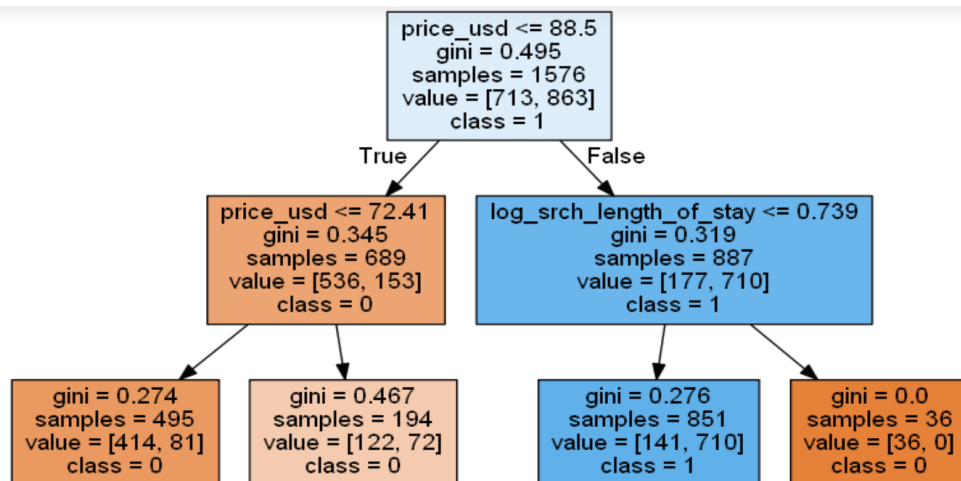 price_usd <= 88.5
gini = 0.495
samples = 1576
value = [713, 863]
class = 1
True
False
price_usd <= 72.41
gini = 0.345
samples = 689
value = [536, 153]
class = 0
log_srch_length_of_stay <= 0.739
gini = 0.319
samples = 887
value = [177, 710]
class = 1
gini = 0.274
samples = 495
value = [414, 81]
class = 0
gini = 0.467
samples = 194
value = [122, 72]
class = 0
gini = 0.276
samples = 851
value = [141, 710]
class = 1
gini = 0.0
samples = 36
value = [36, 0]
class = 0